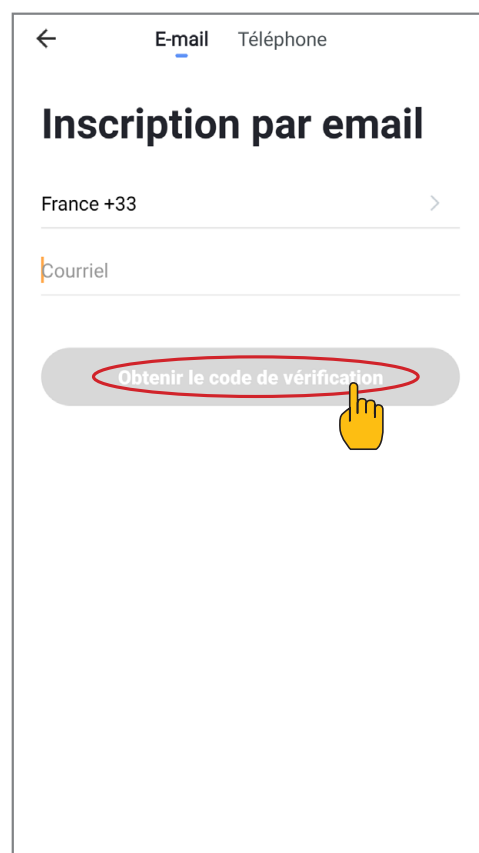 E-mail Téléphone
Inscription par email
France +33
Courriel
Obtenir le code de vérification